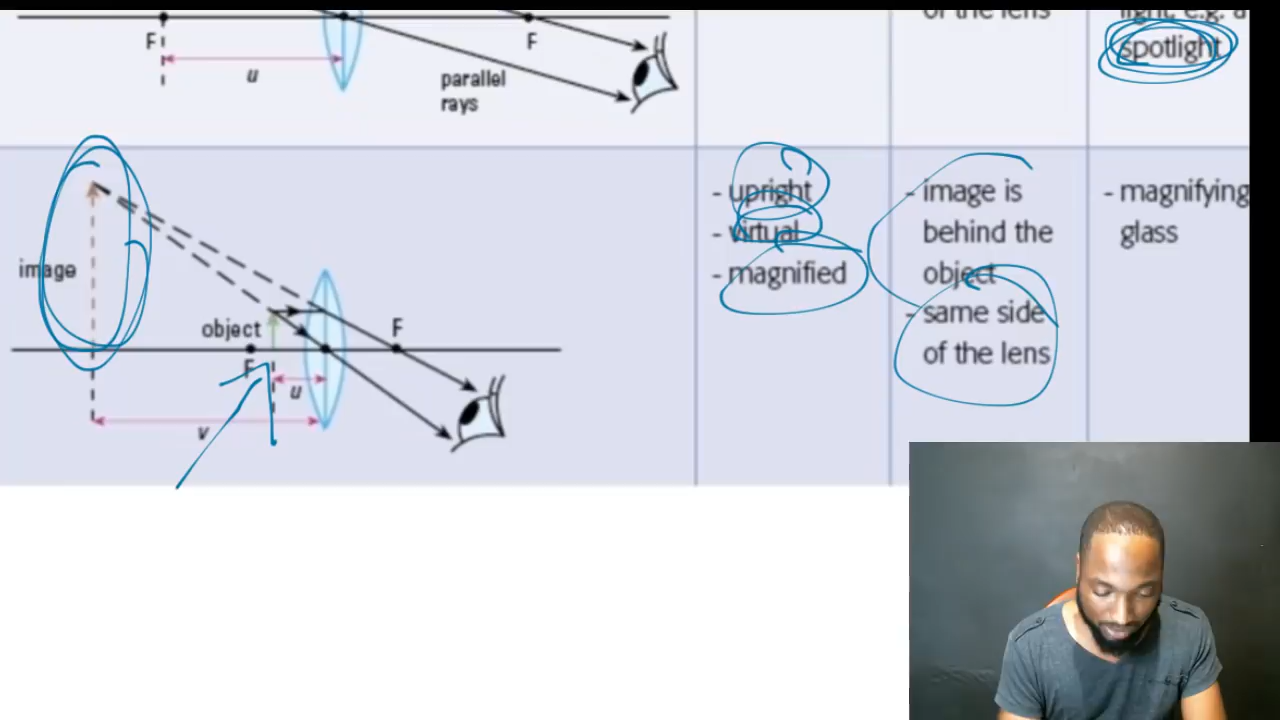 of the lens
light, e.g. a
spotlight
F
F
u
parallel
rays
- upright
- virtual
- magnified
- image is
behind the
object
- same side
of the lens
- magnifying
glass
image
object
F
F
u
v